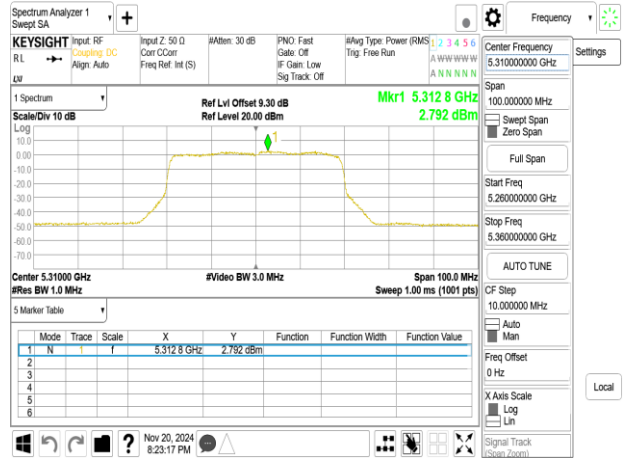 Spectrum Analyzer 1
Swept SA
+
Frequency
Settings
KEYSIGHT
RL
LXI
Input: RF
Coupling: DC
Align: Auto
Input Z: 50 Ω
Corr CCorr
Freq Ref: Int (S)
#Atten: 30 dB
PNO: Fast
Gate: Off
IF Gain: Low
Sig Track: Off
#Avg Type: Power (RMS
Trig: Free Run
1 2 3 4 5 6
A W W W W W
A N N N N N
1 Spectrum
Scale/Div 10 dB
Ref Lvl Offset 9.30 dB
Ref Level 20.00 dBm
Mkr1 5.312 8 GHz
2.792 dBm
Log
10.0
0.00
-10.0
-20.0
-30.0
-40.0
-50.0
-60.0
-70.0
1
Center 5.31000 GHz
#Video BW 3.0 MHz
Span 100.0 MHz
#Res BW 1.0 MHz
Sweep 1.00 ms (1001 pts)
5 Marker Table
Mode Trace Scale X Y Function Function Width Function Value
1 N 1 f 5.312 8 GHz 2.792 dBm
2
3
4
5
6
Nov 20, 2024
8:23:17 PM
?
Center Frequency
5.310000000 GHz
Span
100.000000 MHz
Swept Span
Zero Span
Full Span
Start Freq
5.260000000 GHz
Stop Freq
5.360000000 GHz
AUTO TUNE
CF Step
10.000000 MHz
Auto
Man
Freq Offset
0 Hz
X Axis Scale
Log
Lin
Signal Track
(Span Zoom)
Local